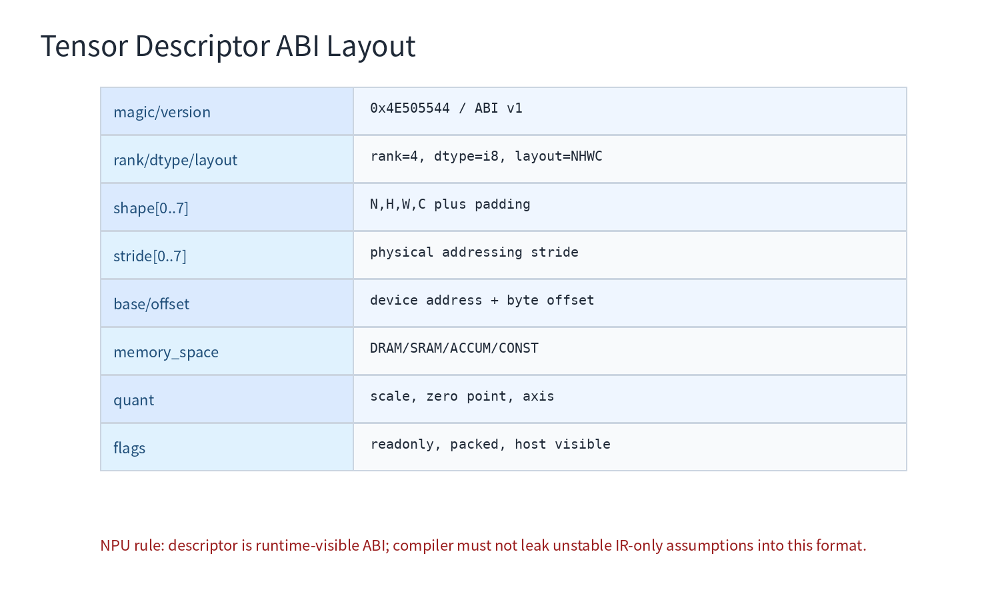 Tensor Descriptor ABI Layout
magic/version
0x4E505544 / ABI v1
rank/dtype/layout
rank=4, dtype=i8, layout=NHWC
shape[0..7]
N,H,W,C plus padding
stride[0..7]
physical addressing stride
base/offset
device address + byte offset
memory_space
DRAM/SRAM/ACCUM/CONST
quant
scale, zero point, axis
flags
readonly, packed, host visible
NPU rule: descriptor is runtime-visible ABI; compiler must not leak unstable IR-only assumptions into this format.